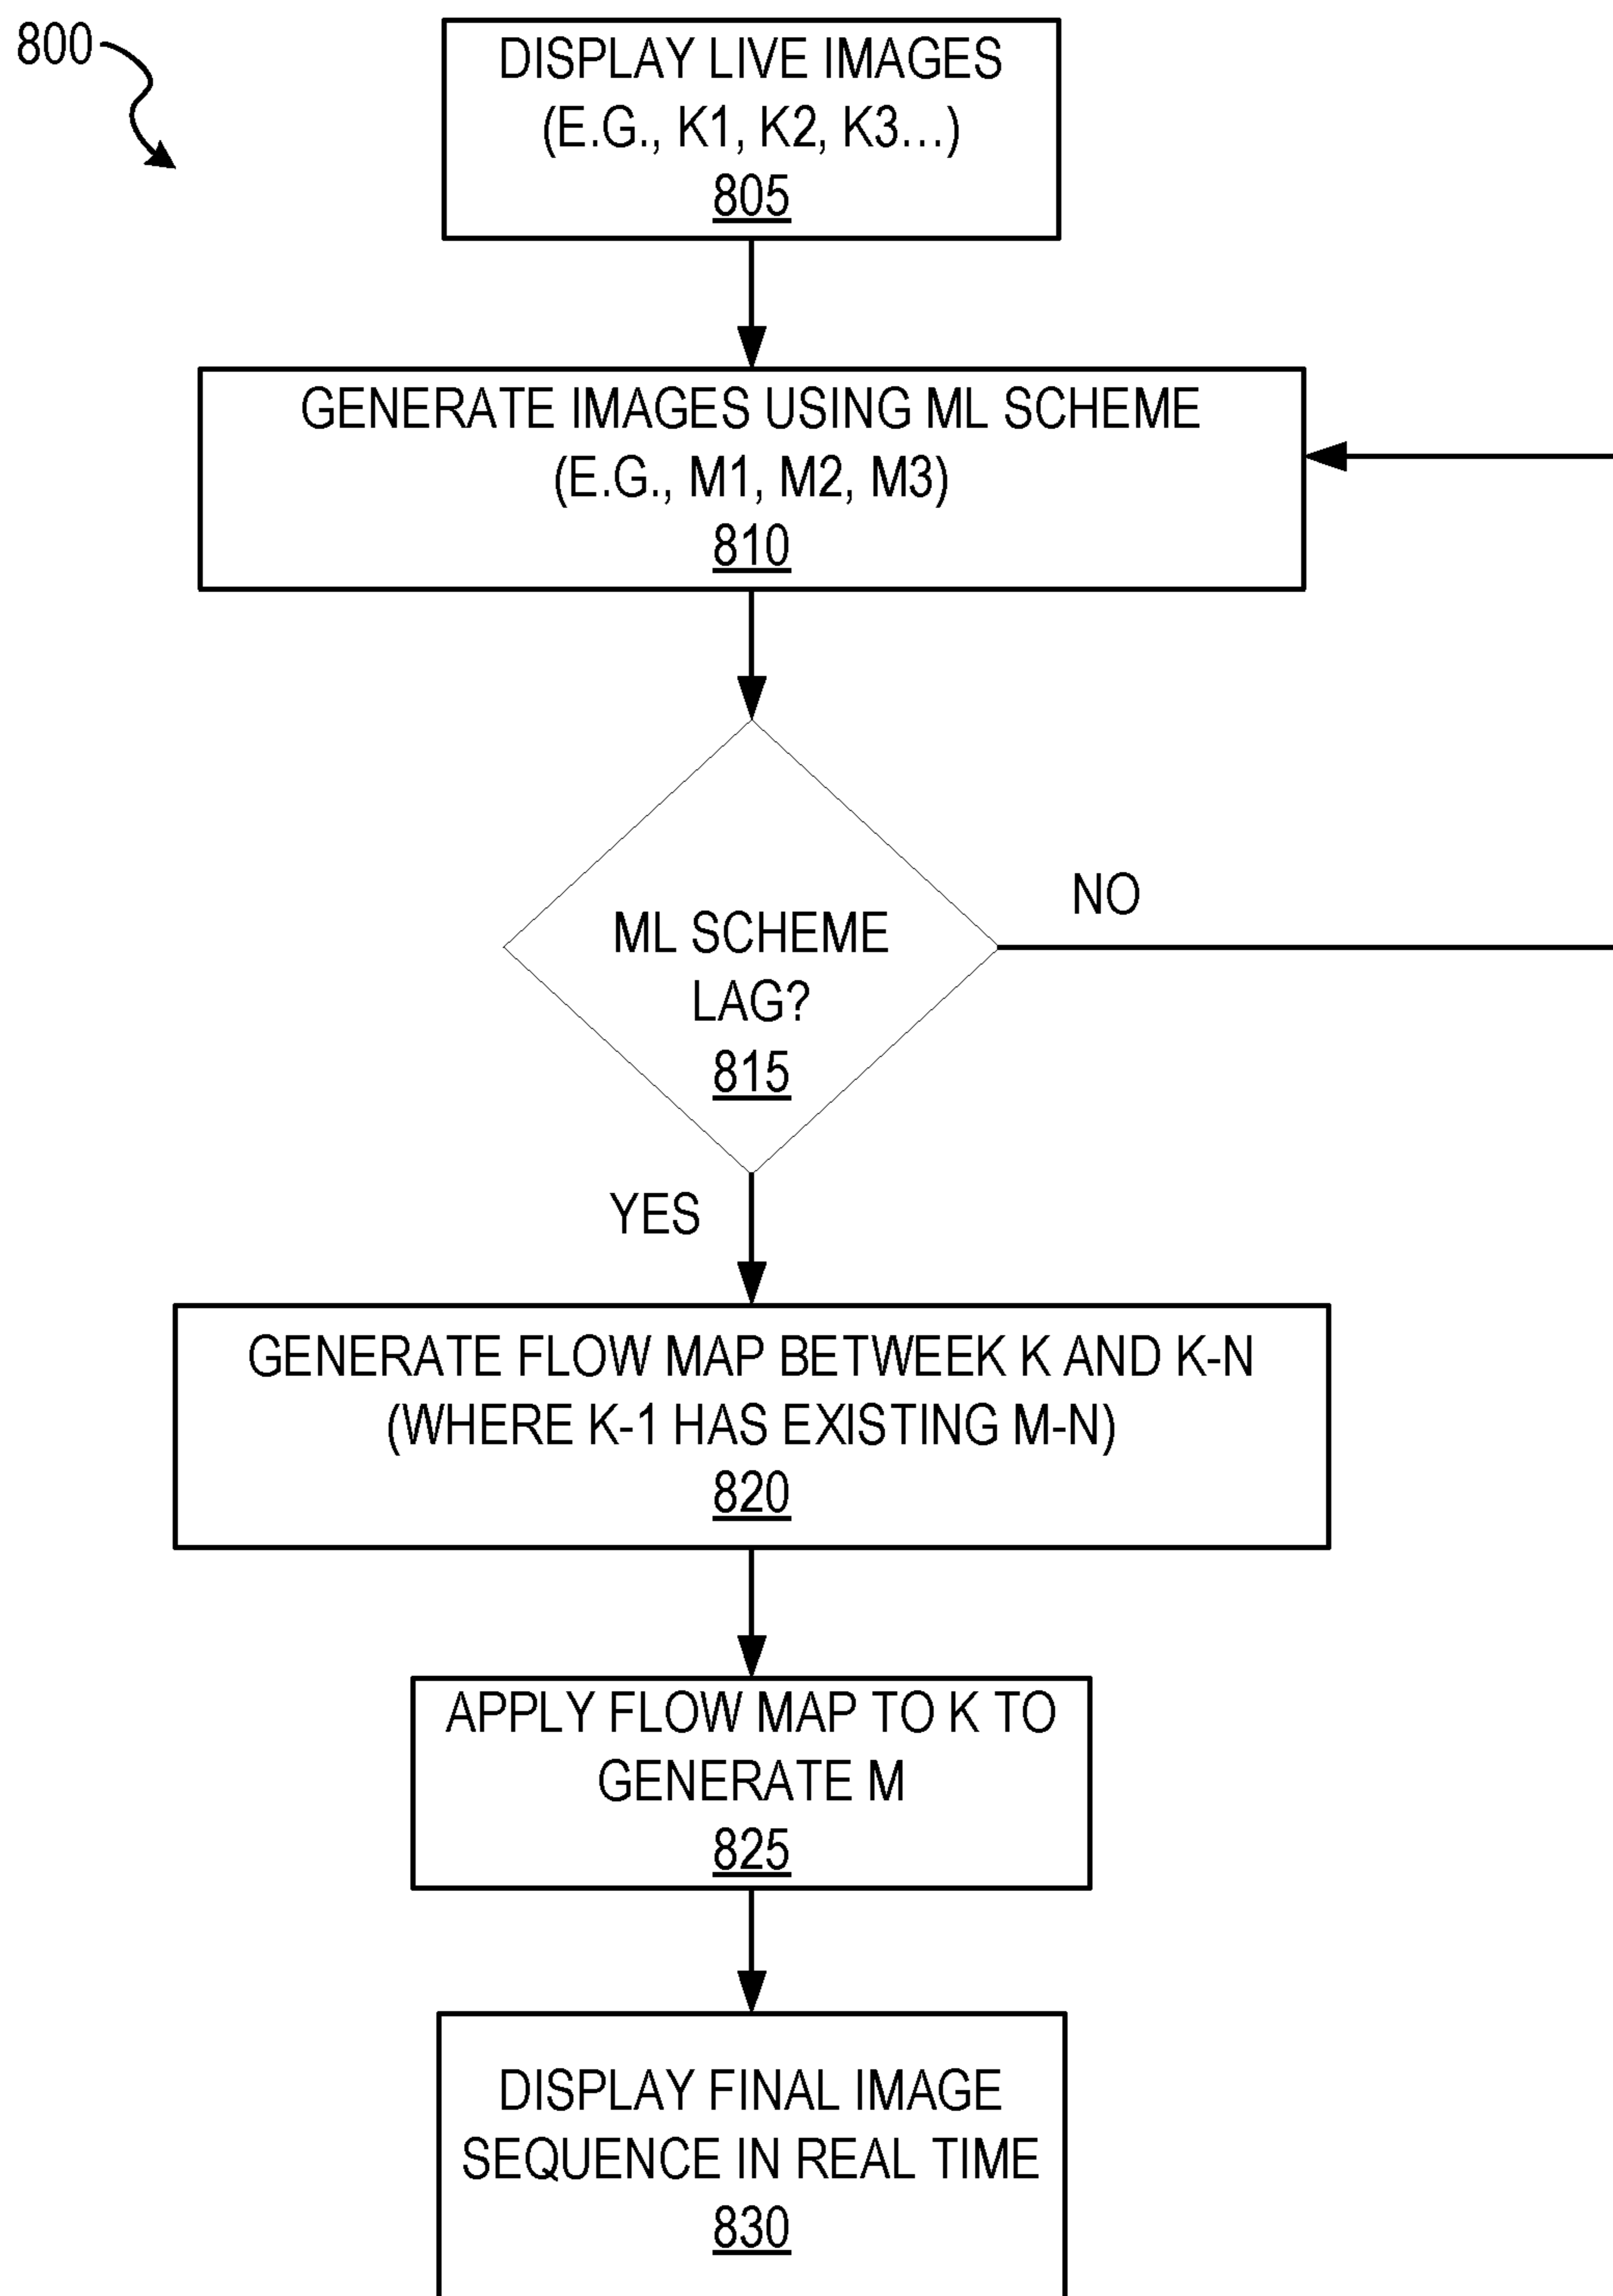 800
DISPLAY LIVE IMAGES
(E.G., K1, K2, K3...)
805
GENERATE IMAGES USING ML SCHEME
(E.G., M1, M2, M3)
810
NO
ML SCHEME
LAG?
815
YES
GENERATE FLOW MAP BETWEEK K AND K-N
(WHERE K-1 HAS EXISTING M-N)
820
APPLY FLOW MAP TO K TO
GENERATE M
825
DISPLAY FINAL IMAGE
SEQUENCE IN REAL TIME
830